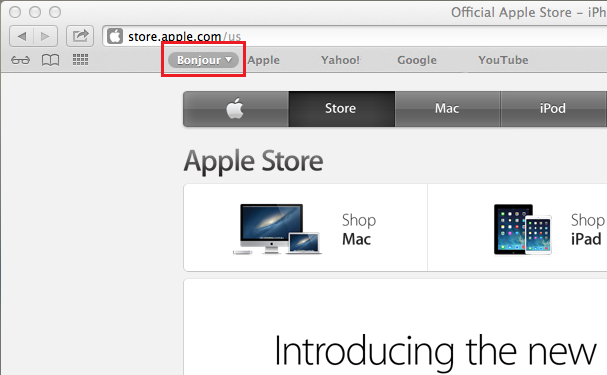 Official Apple Store – iPh
store.apple.com/us
Bonjour Apple Yahoo! Google YouTube
Store Mac iPod
Apple Store
Shop
Mac
Shop
iPad
Introducing the new